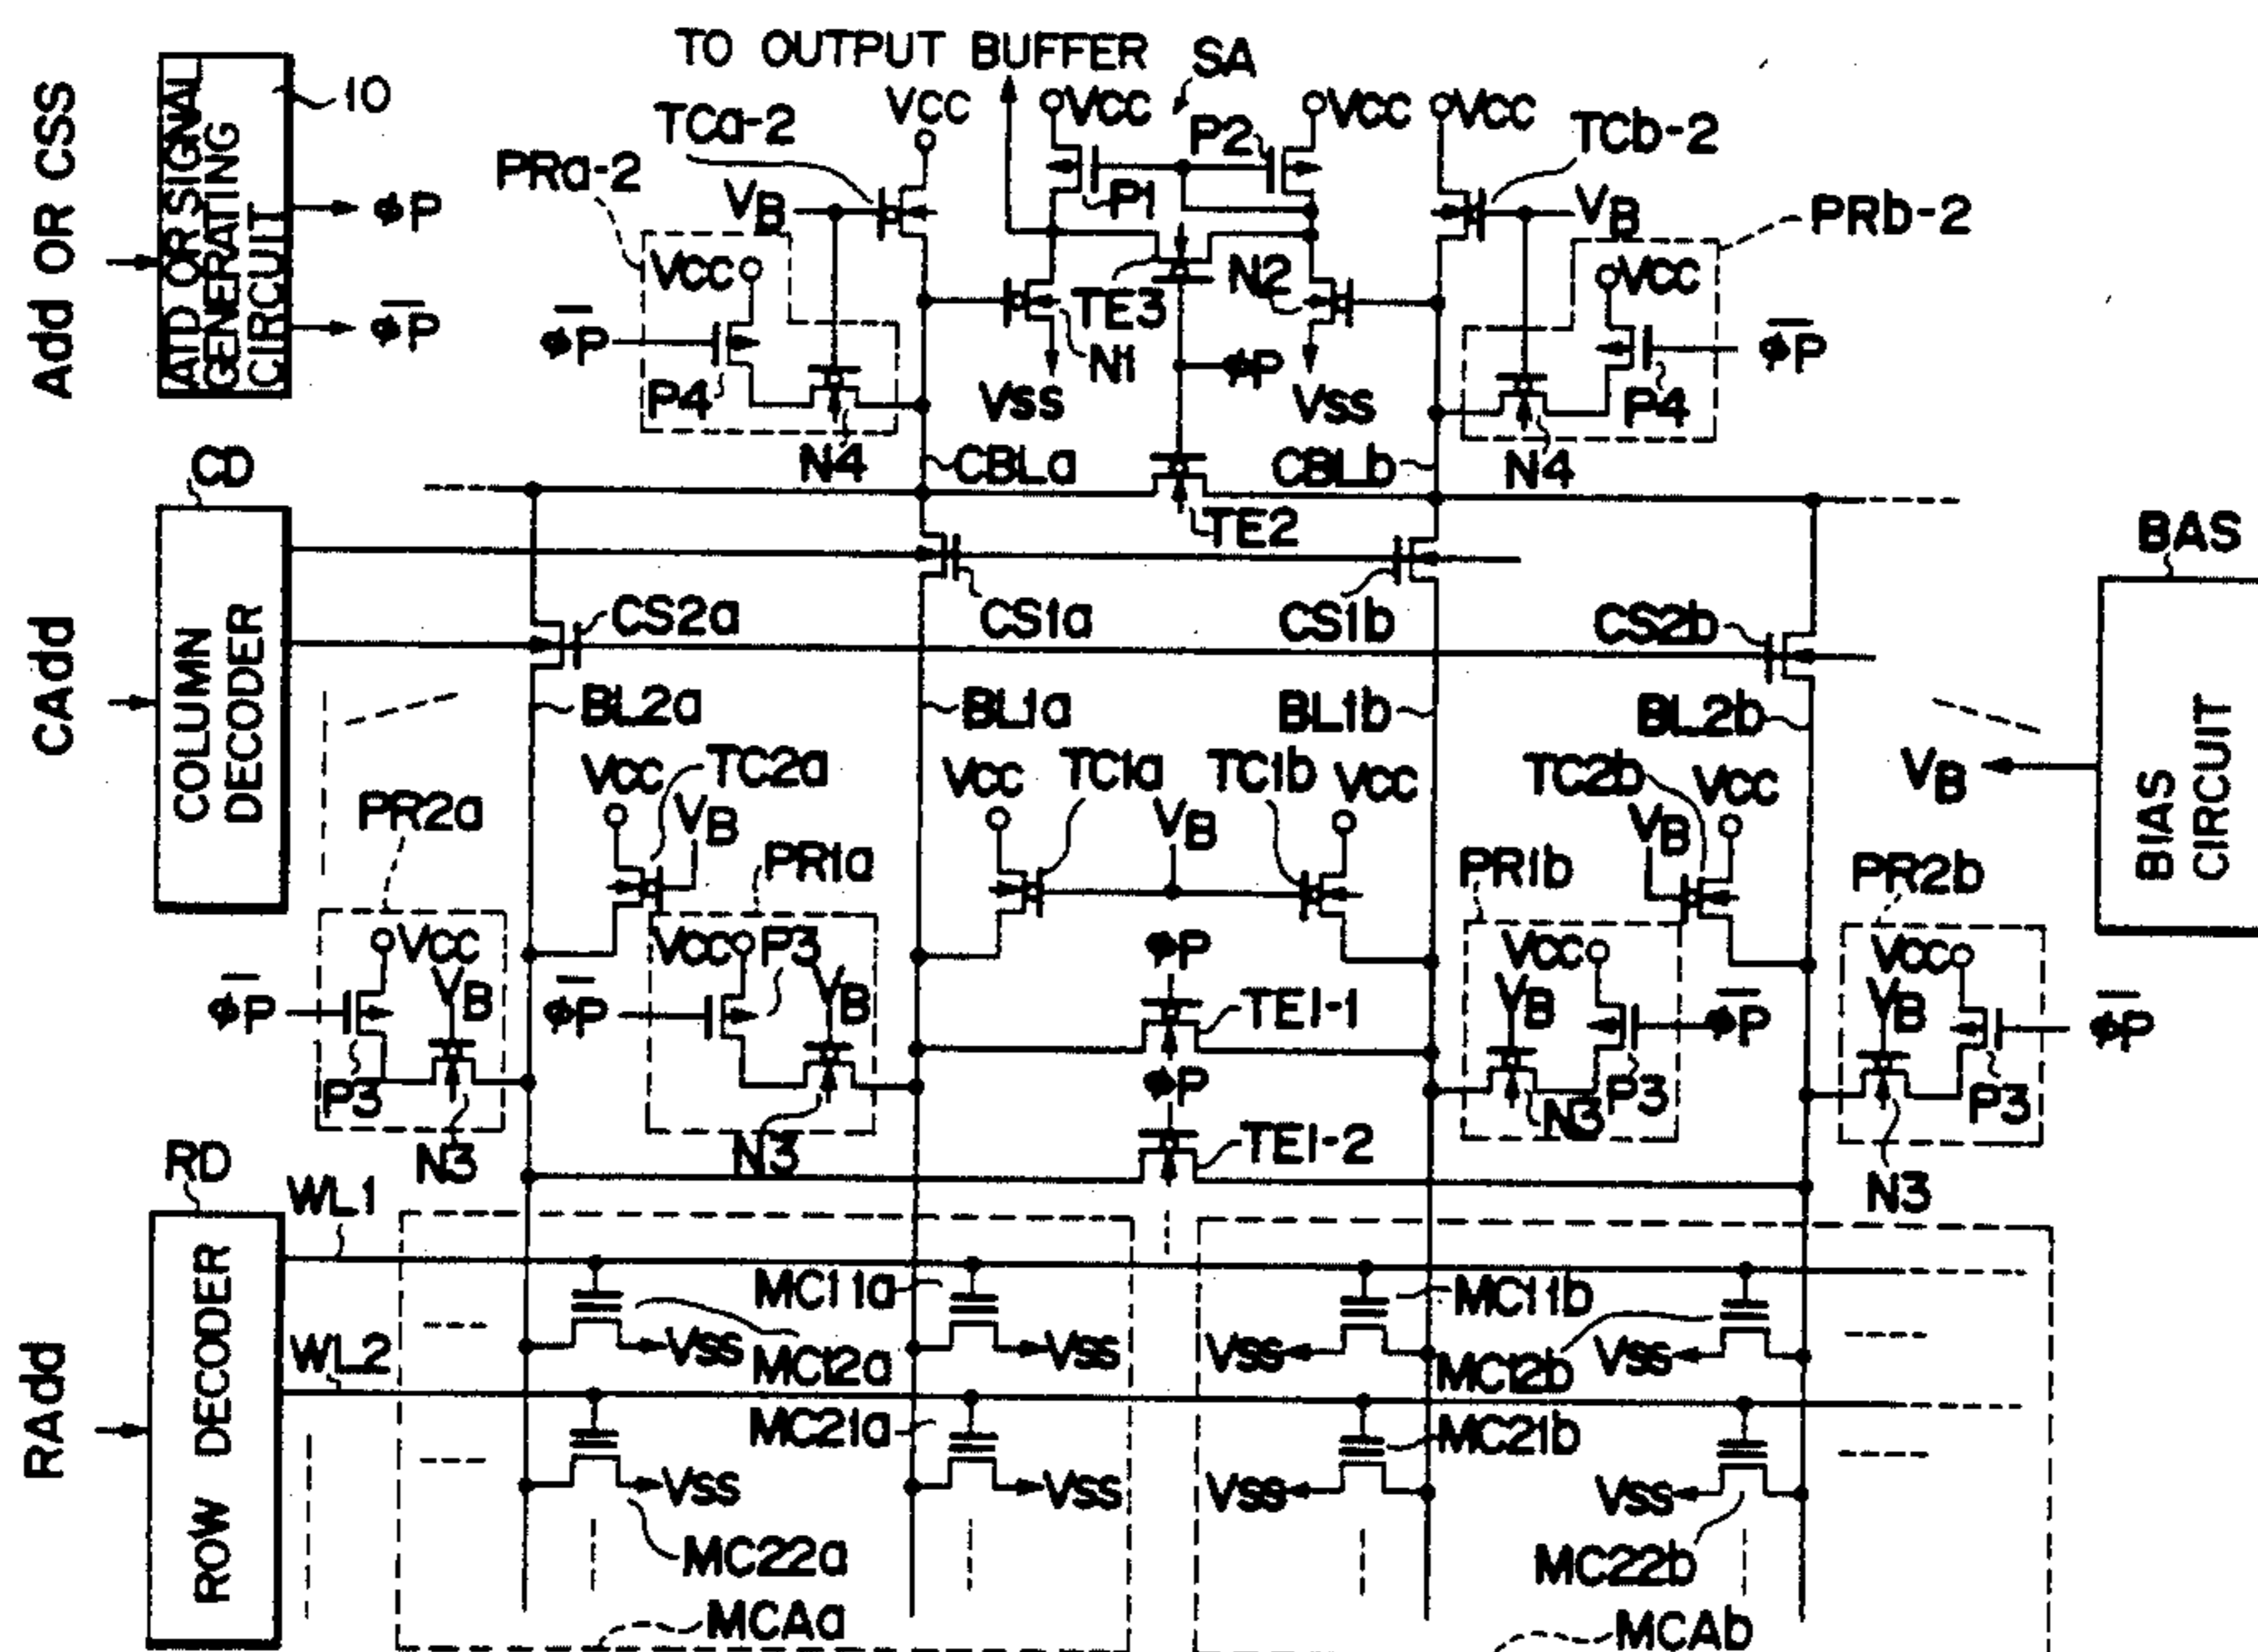 TO OUTPUT BUFFER
SA
Add OR CSS
ATD OR SIGNAL
GENERATING
CIRCUIT
10
φP
φP̅
TCa-2
VCC
VCC
P2
VCC
VCC
TCb-2
PRa-2
VB
P1
VB
PRb-2
VCC
TE3
N2
VCC
φP̅
N1
φP
φP̅
P4
VSS
VSS
P4
N4
CBLa
CBLb
N4
CD
TE2
BAS
CAdd
COLUMN
DECODER
CS2a
CS1a
CS1b
CS2b
BL2a
BL1a
BL1b
BL2b
BIAS
CIRCUIT
VB
PR2a
VCC
TC2a
VB
VCC
TC1a
VB
TC1b
VCC
TC2b
VB
VCC
PR1a
PR1b
PR2b
VCC
VB
VCC
P3
VB
φP
VCC
VB
VCC
VB
φP̅
φP̅
TE1-1
φP̅
φP̅
P3
φP
P3
P3
N3
N3
TE1-2
N3
N3
RD
WL1
RAdd
ROW DECODER
MC11a
MC11b
VSS
VSS
VSS
VSS
WL2
MC12a
MC12b
MC21a
MC21b
VSS
VSS
VSS
VSS
MC22a
MC22b
MCAa
MCAb